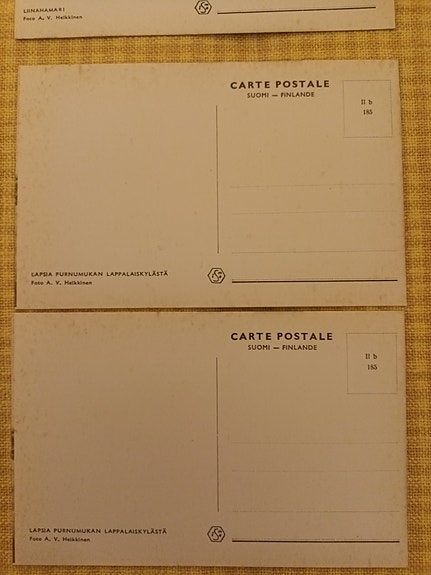 LIINAHAMARI
Foto A. V. Heikkinen
CARTE POSTALE
SUOMI — FINLANDE
II b
185
LAPSIA PURNUMUKAN LAPPALAISKYLÄSTÄ
Foto A. V. Heikkinen
CARTE POSTALE
SUOMI — FINLANDE
II b
185
LAPSIA PURNUMUKAN LAPPALAISKYLÄSTÄ
Foto A. V. Heikkinen